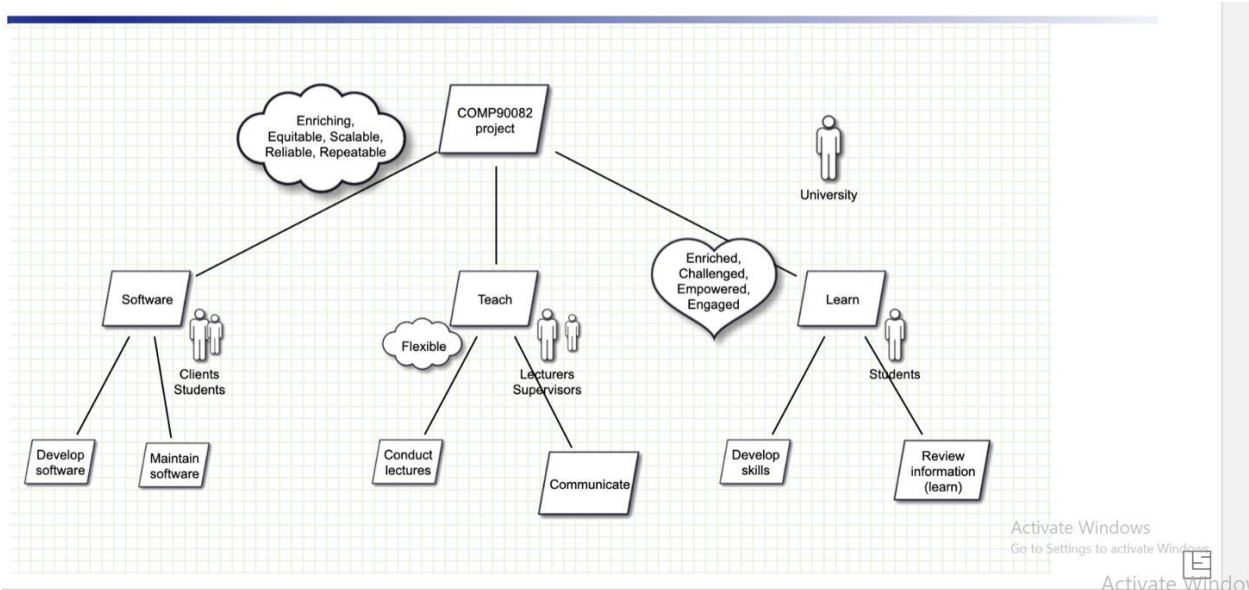 Enriching,
Equitable, Scalable,
Reliable, Repeatable
COMP90082
project
University
Software
Clients
Students
Teach
Flexible
Lecturers
Supervisors
Enriched,
Challenged,
Empowered,
Engaged
Learn
Students
Develop
software
Maintain
software
Conduct
lectures
Communicate
Develop
skills
Review
information
(learn)
Activate Windows
Go to Settings to activate Windows
Activate Windo